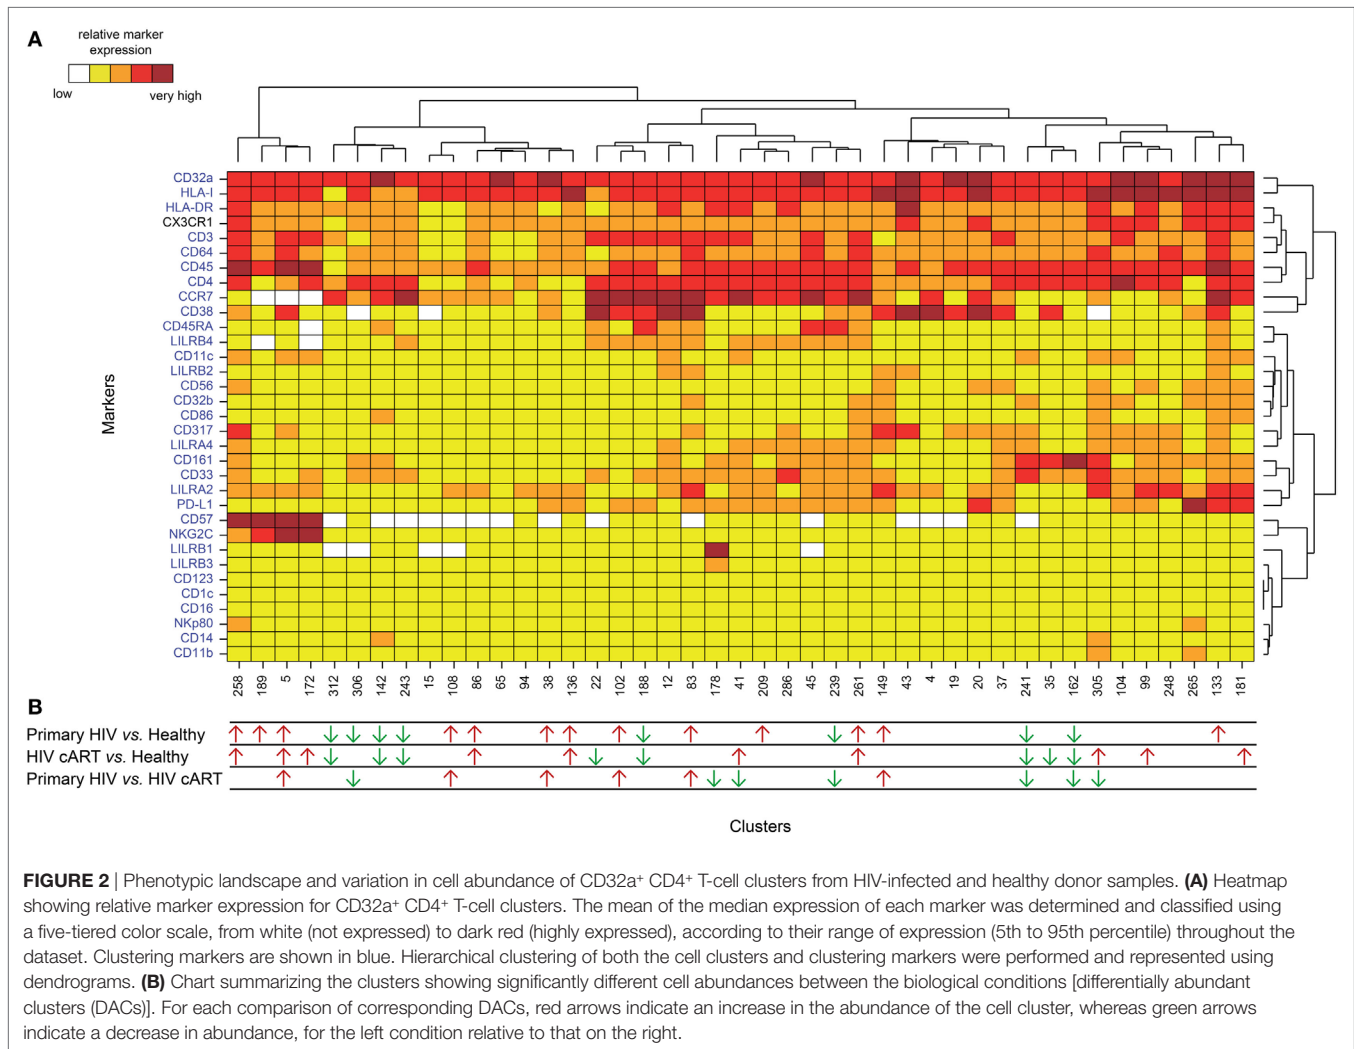 A
relative marker
expression
low
very high
CD32a
HLA-I
HLA-DR
CX3CR1
CD3
CD64
CD45
CD4
CCR7
CD38
CD45RA
LILRB4
CD11c
LILRB2
CD56
CD32b
CD86
CD317
LILRA4
CD161
CD33
LILRA2
PD-L1
CD57
NKG2C
LILRB1
LILRB3
CD123
CD1c
CD16
NKp80
CD14
CD11b
Markers
258 189 5 172 312 306 142 243 15 108 86 65 94 38 136 22 102 188 12 83 178 41 209 286 45 239 261 149 43 4 19 20 37 241 35 162 305 104 99 248 265 133 181
B
Primary HIV vs. Healthy ↑ ↑ ↑ ↓ ↓ ↓ ↓ ↑ ↑ ↑ ↑ ↑ ↓ ↑ ↑ ↓ ↑ ↑ ↓ ↓ ↑
HIV cART vs. Healthy ↑ ↑ ↑ ↓ ↓ ↓ ↑ ↑ ↓ ↓ ↑ ↑ ↓ ↓ ↓ ↑ ↑ ↑
Primary HIV vs. HIV cART ↑ ↓ ↑ ↑ ↑ ↑ ↓ ↓ ↓ ↑ ↓ ↓ ↓
Clusters
FIGURE 2 | Phenotypic landscape and variation in cell abundance of CD32a⁺ CD4⁺ T-cell clusters from HIV-infected and healthy donor samples. (A) Heatmap
showing relative marker expression for CD32a⁺ CD4⁺ T-cell clusters. The mean of the median expression of each marker was determined and classified using
a five-tiered color scale, from white (not expressed) to dark red (highly expressed), according to their range of expression (5th to 95th percentile) throughout the
dataset. Clustering markers are shown in blue. Hierarchical clustering of both the cell clusters and clustering markers were performed and represented using
dendrograms. (B) Chart summarizing the clusters showing significantly different cell abundances between the biological conditions [differentially abundant
clusters (DACs)]. For each comparison of corresponding DACs, red arrows indicate an increase in the abundance of the cell cluster, whereas green arrows
indicate a decrease in abundance, for the left condition relative to that on the right.